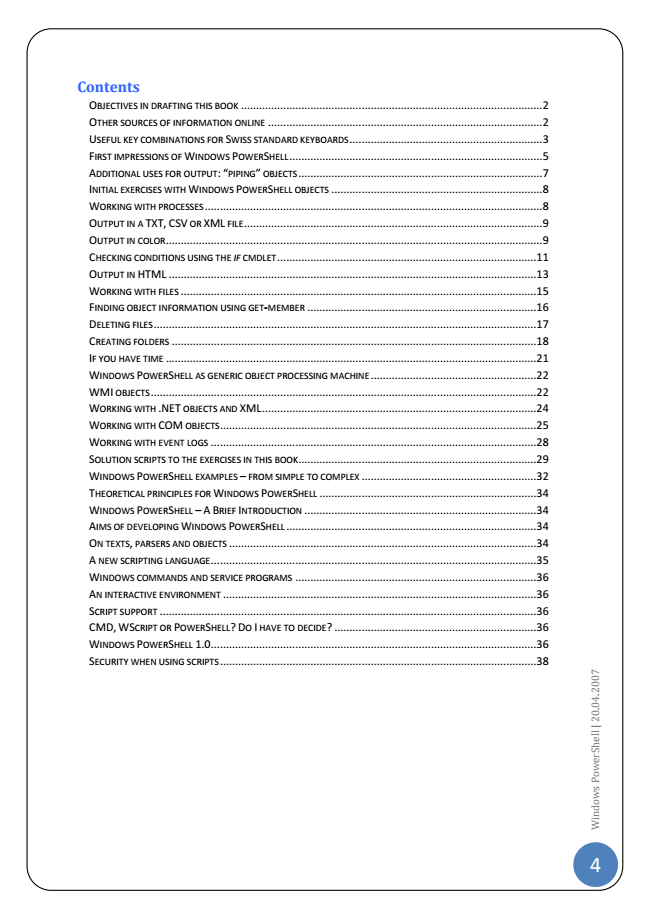 Contents
Objectives in drafting this book ........ 2
Other sources of information online ........ 2
Useful key combinations for Swiss standard keyboards ........ 3
First impressions of Windows PowerShell ........ 5
Additional uses for output: “piping” objects ........ 7
Initial exercises with Windows PowerShell objects ........ 8
Working with processes ........ 8
Output in a TXT, CSV or XML file ........ 9
Output in color ........ 9
Checking conditions using the if cmdlet ........ 11
Output in HTML ........ 13
Working with files ........ 15
Finding object information using get-member ........ 16
Deleting files ........ 17
Creating folders ........ 18
If you have time ........ 21
Windows PowerShell as generic object processing machine ........ 22
WMI objects ........ 22
Working with .NET objects and XML ........ 24
Working with COM objects ........ 25
Working with event logs ........ 28
Solution scripts to the exercises in this book ........ 29
Windows PowerShell examples – from simple to complex ........ 32
Theoretical principles for Windows PowerShell ........ 34
Windows PowerShell – A Brief Introduction ........ 34
Aims of developing Windows PowerShell ........ 34
On texts, parsers and objects ........ 34
A new scripting language ........ 35
Windows commands and service programs ........ 36
An interactive environment ........ 36
Script support ........ 36
CMD, WScript or PowerShell? Do I have to decide? ........ 36
Windows PowerShell 1.0 ........ 36
Security when using scripts ........ 38
Windows PowerShell | 20.04.2007
4